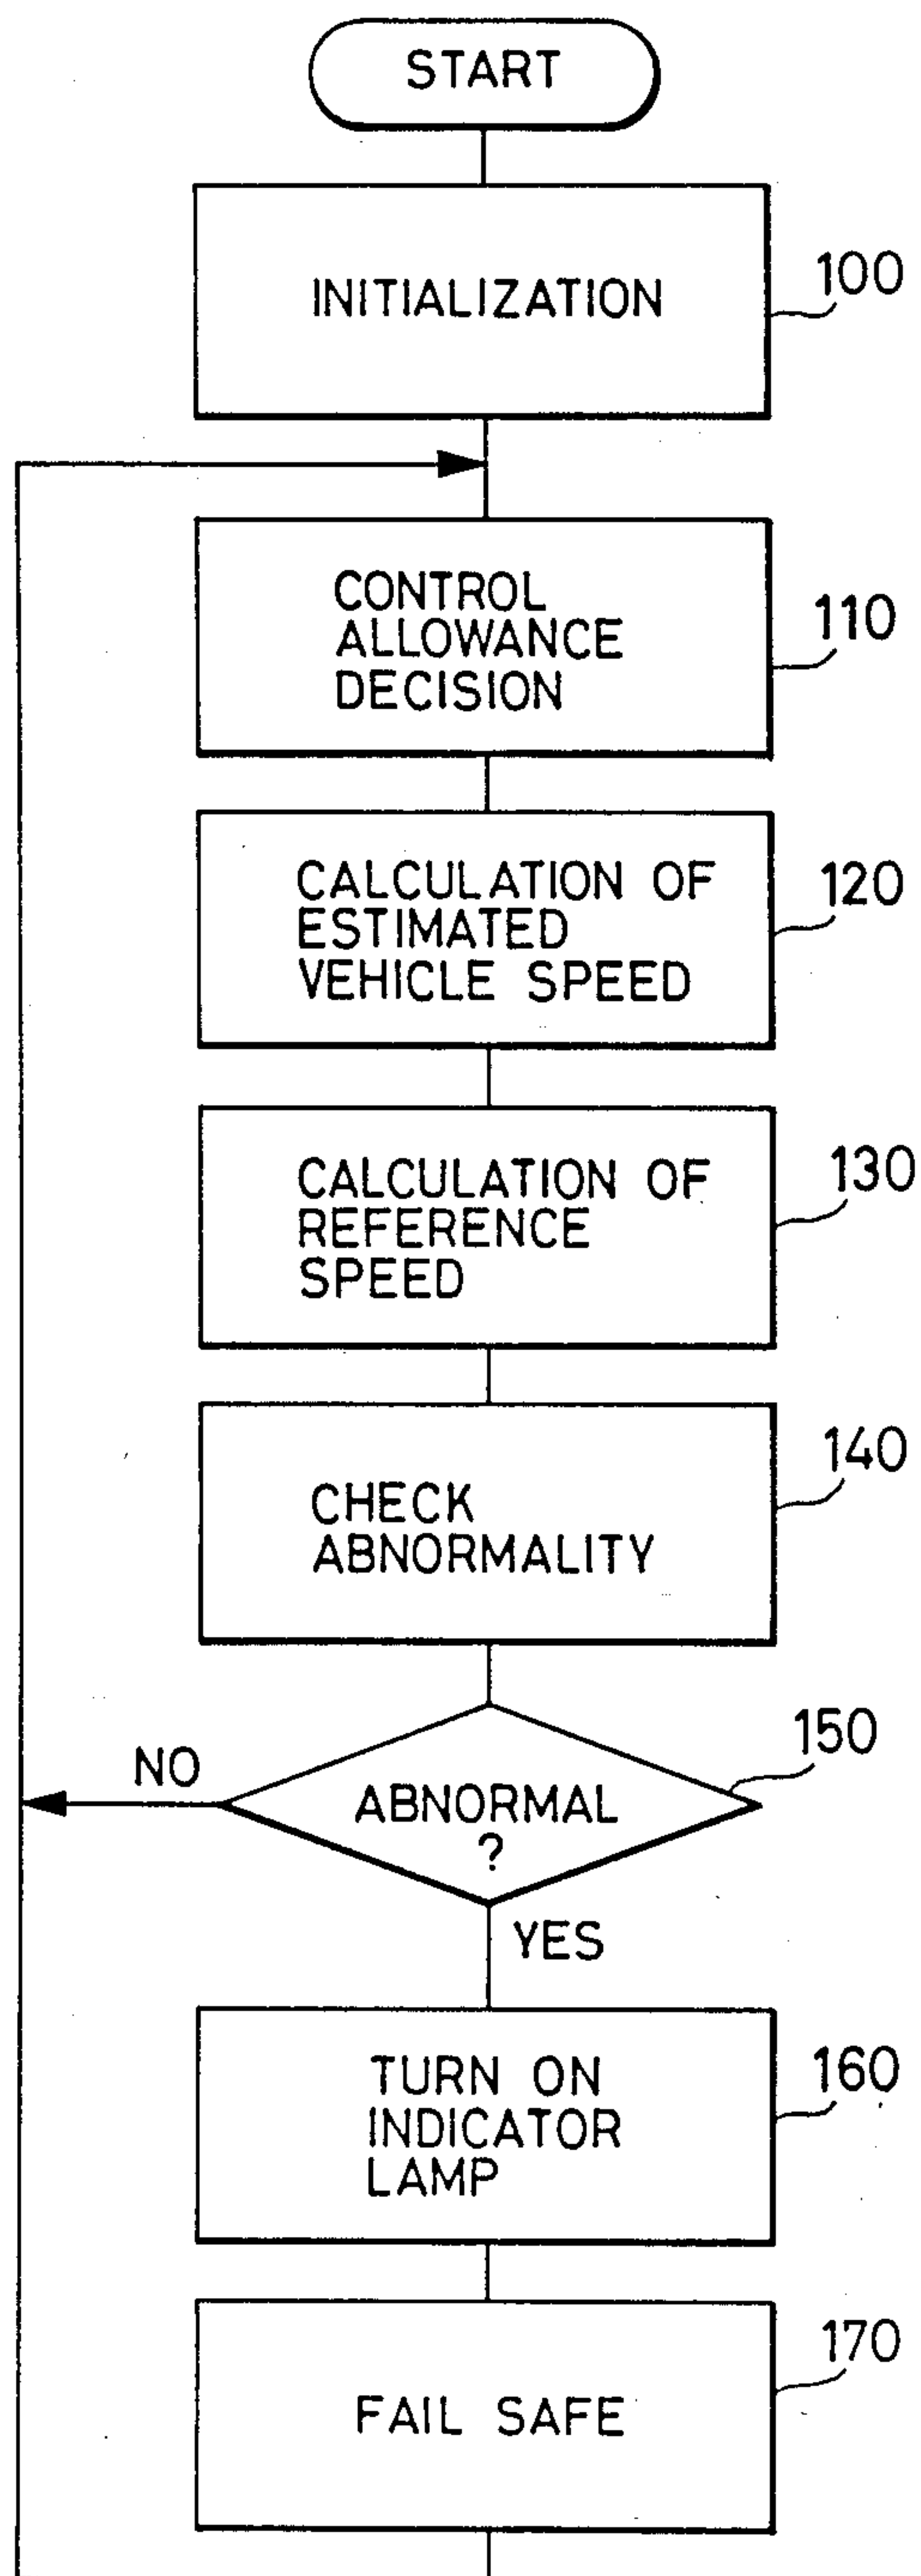 START
INITIALIZATION
100
CONTROL
ALLOWANCE
DECISION
110
CALCULATION OF
ESTIMATED
VEHICLE SPEED
120
CALCULATION OF
REFERENCE
SPEED
130
CHECK
ABNORMALITY
140
NO
ABNORMAL
?
150
YES
TURN ON
INDICATOR
LAMP
160
FAIL SAFE
170